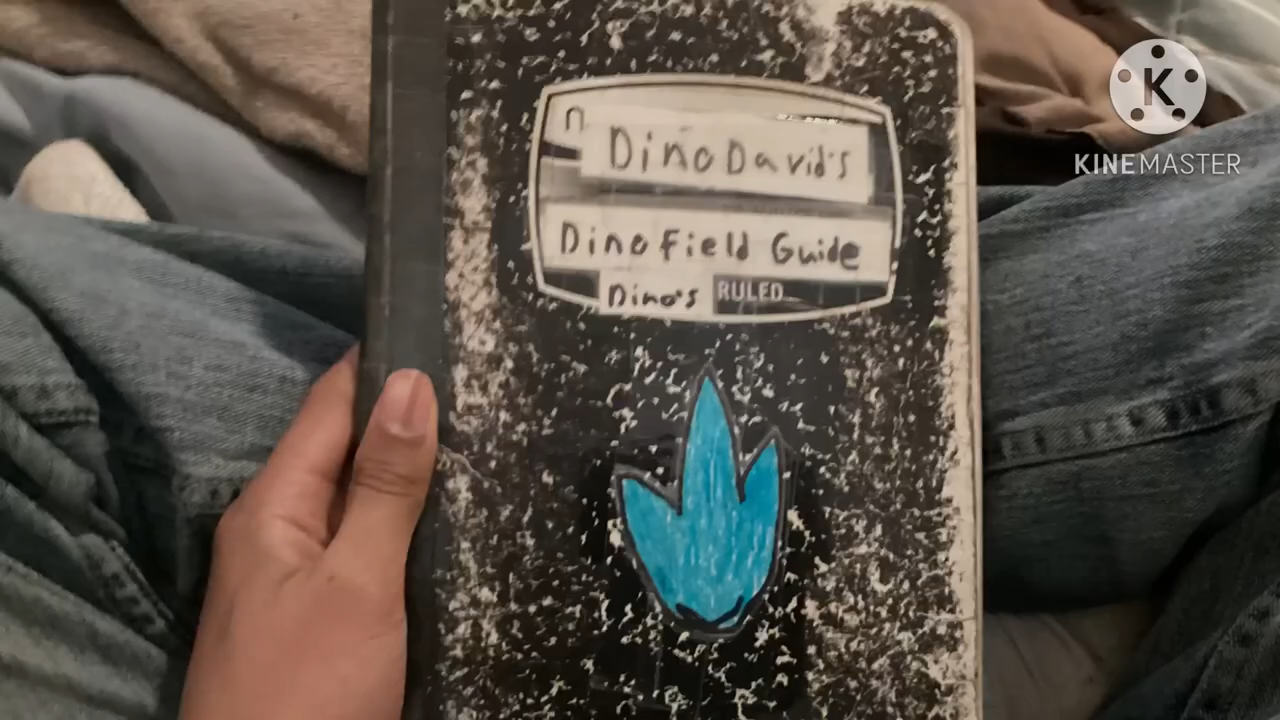 n
Dino David's
Dino Field Guide
Dino's RULED
K
KINEMASTER